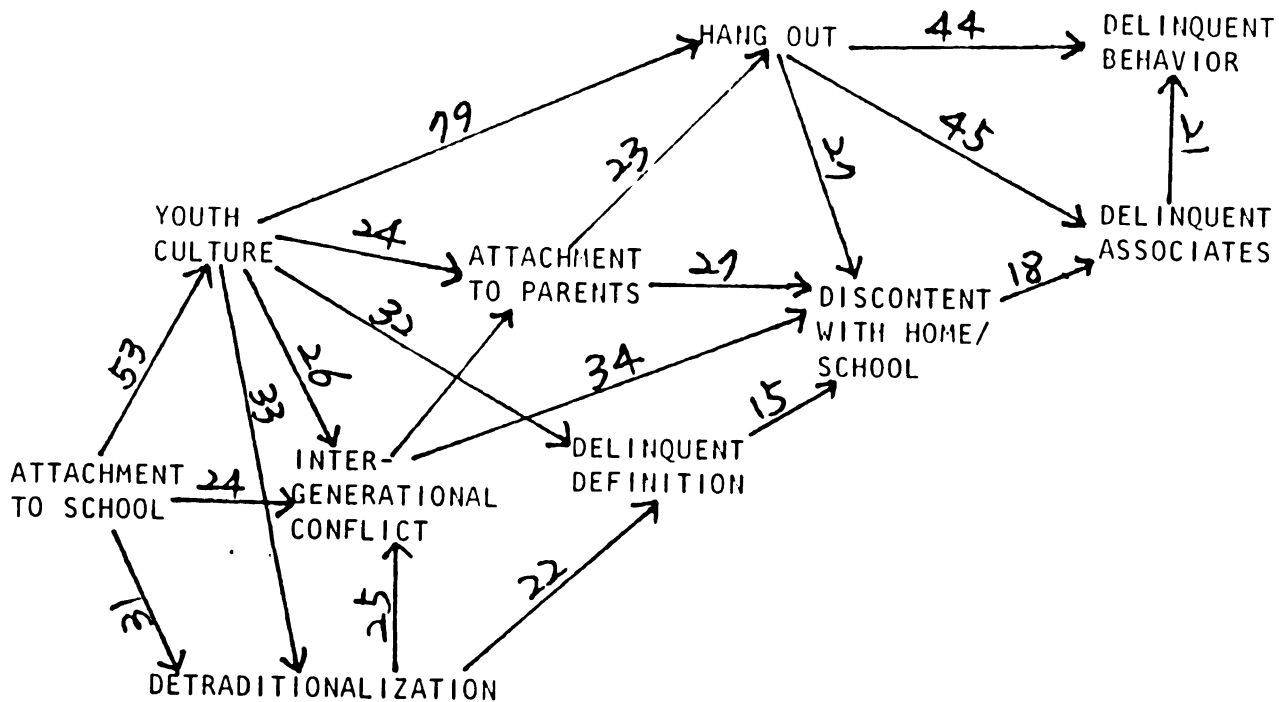 HANG OUT
44
DELINQUENT
BEHAVIOR
79
23
45
YOUTH
CULTURE
24
ATTACHMENT
TO PARENTS
DELINQUENT
ASSOCIATES
18
32
DISCONTENT
WITH HOME/
SCHOOL
53
34
33
15
ATTACHMENT
TO SCHOOL
24
INTER-
GENERATIONAL
CONFLICT
DELINQUENT
DEFINITION
31
25
22
DETRADITIONALIZATION